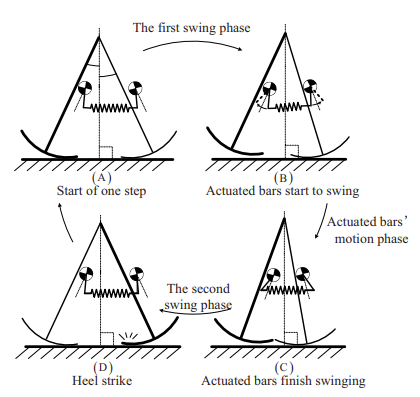 The first swing phase
(A)
Start of one step
(B)
Actuated bars start to swing
Actuated bars'
motion phase
The second
swing phase
(D)
Heel strike
(C)
Actuated bars finish swinging